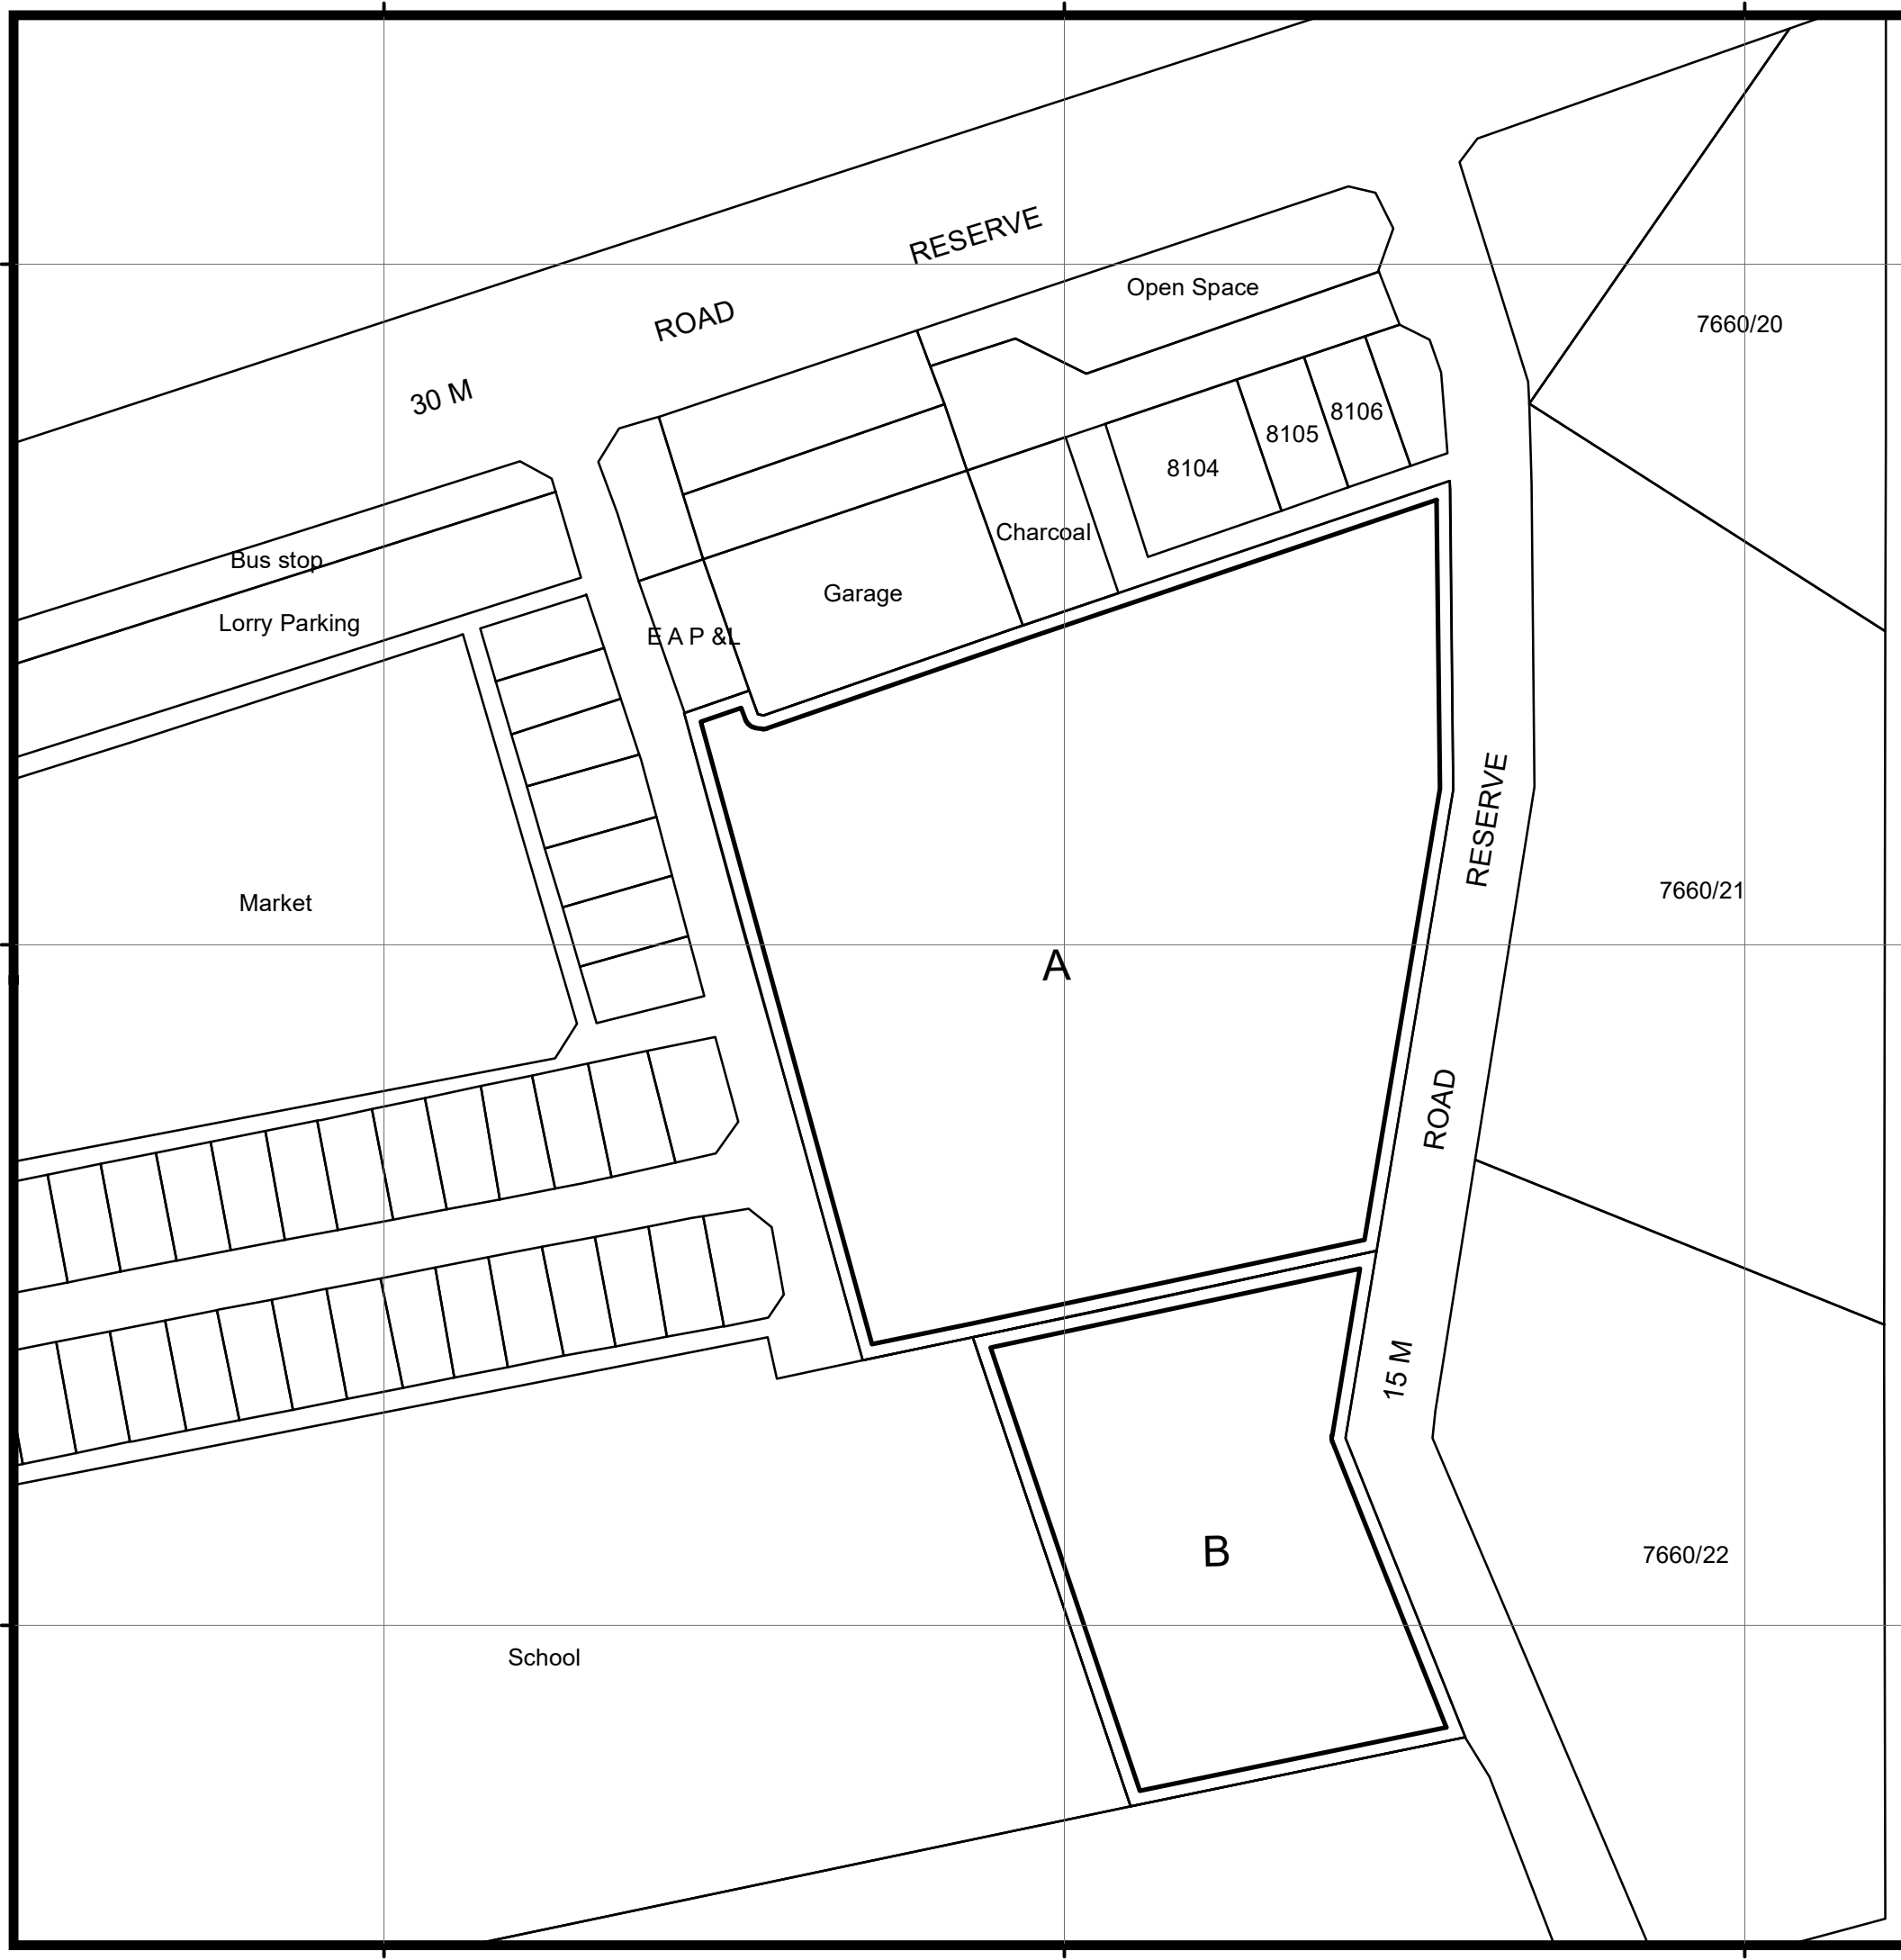 RESERVE
ROAD
30 M
Open Space
7660/20
8106
8105
8104
Charcoal
Bus stop
Garage
Lorry Parking
E A P &L
RESERVE
7660/21
Market
A
ROAD
15 M
B
7660/22
School